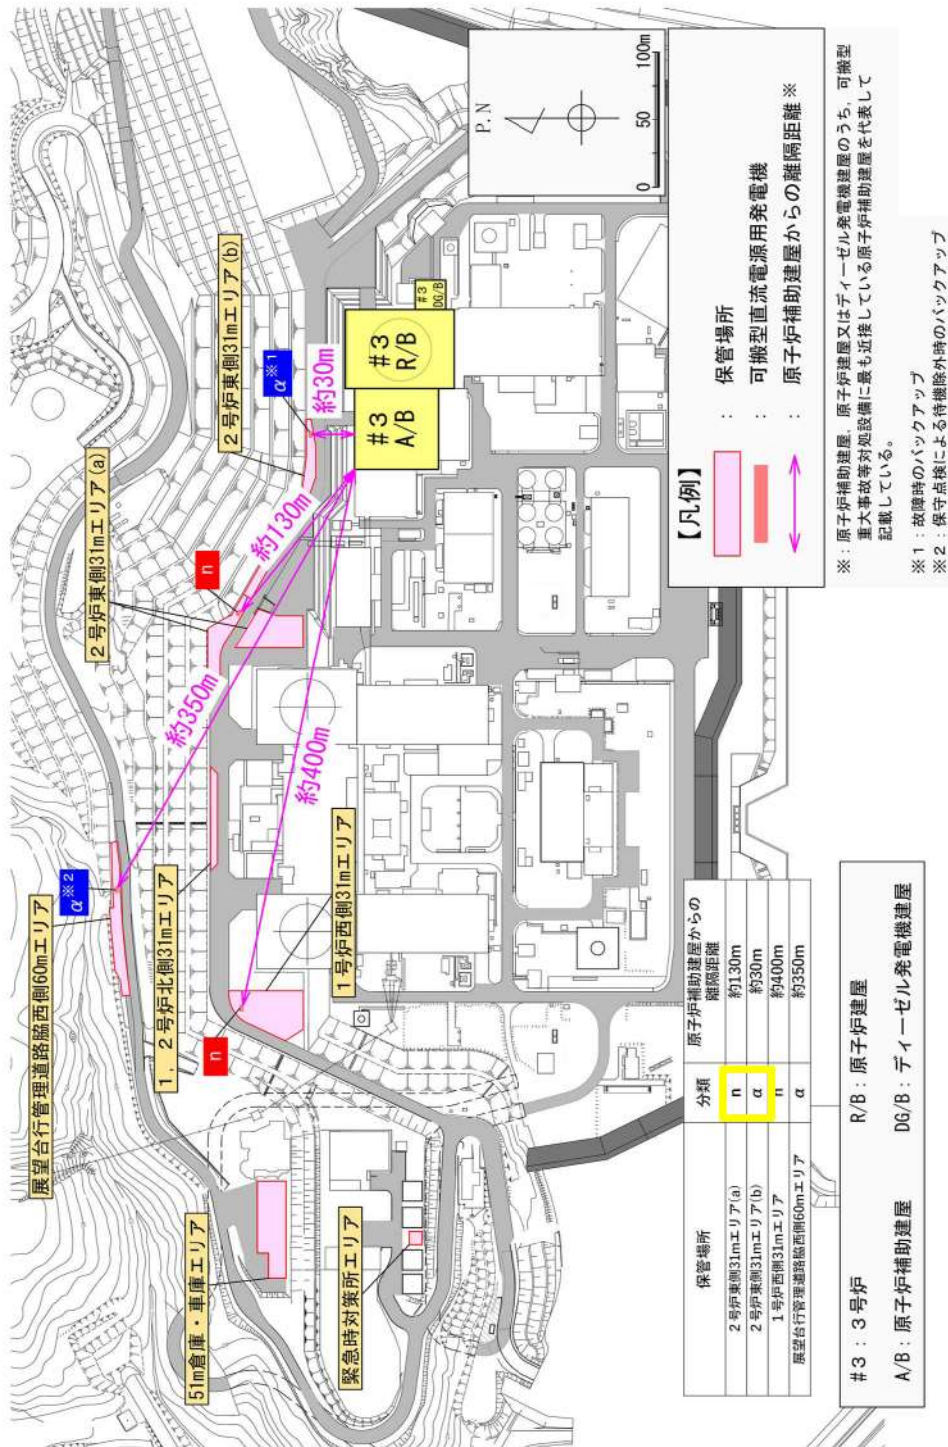 P.N
0 50 100m
展望台行管理道路脇西側60mエリア
α※2
2号炉東側31mエリア(a)
n
2号炉東側31mエリア(b)
α※1
約350m
約130m
約30m
約400m
#3
A/B
#3
R/B
#3
DG/B
1，2号炉北側31mエリア
n
1号炉西側31mエリア
51m倉庫・車庫エリア
緊急時対策所エリア
【凡例】
： 保管場所
： 可搬型直流電源用発電機
： 原子炉補助建屋からの離隔距離※
※：原子炉補助建屋，原子炉建屋又はディーゼル発電機建屋のうち，可搬型
重大事故等対処設備に最も近接している原子炉補助建屋を代表して
記載している。
※1：故障時のバックアップ
※2：保守点検による待機除外時のバックアップ
保管場所 分類 原子炉補助建屋からの
離隔距離
2号炉東側31mエリア(a) n 約130m
2号炉東側31mエリア(b) α 約30m
1号炉西側31mエリア n 約400m
展望台行管理道路脇西側60mエリア α 約350m
#3：3号炉 R/B：原子炉建屋
A/B：原子炉補助建屋 DG/B：ディーゼル発電機建屋